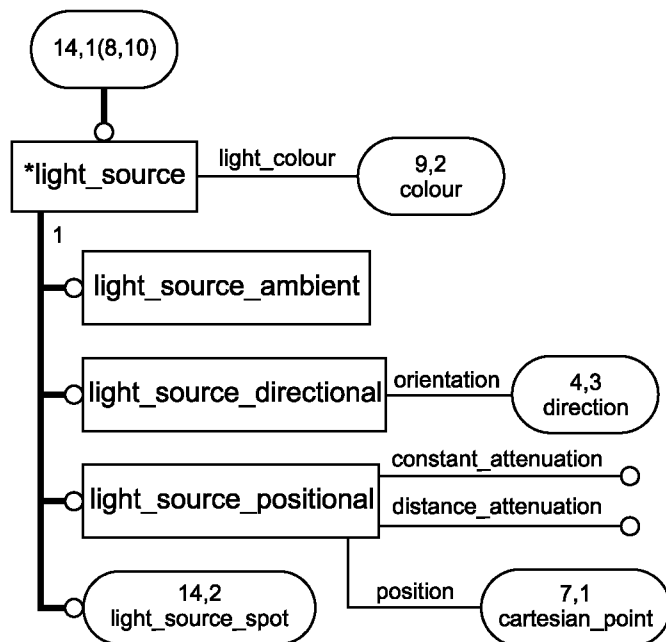 14,1(8,10)
*light_source
light_colour
9,2
colour
1
light_source_ambient
light_source_directional
orientation
4,3
direction
light_source_positional
constant_attenuation
distance_attenuation
position
7,1
cartesian_point
14,2
light_source_spot